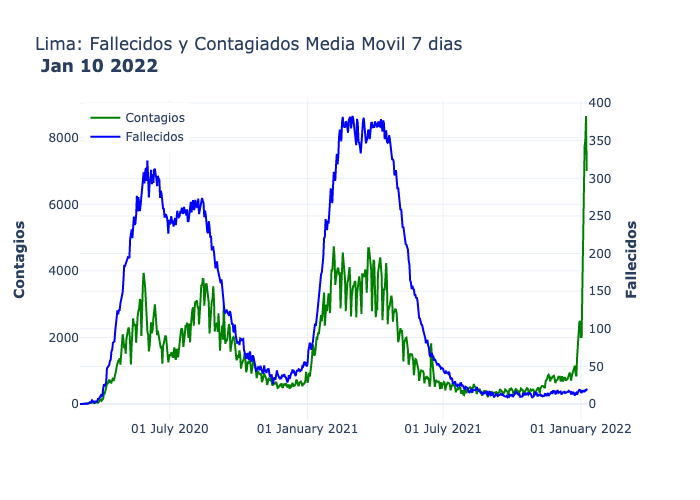 Lima: Fallecidos y Contagiados Media Movil 7 dias
Jan 10 2022
Contagios
Fallecidos
8000
6000
4000
2000
0
Contagios
400
350
300
250
200
150
100
50
0
Fallecidos
01 July 2020
01 January 2021
01 July 2021
01 January 2022